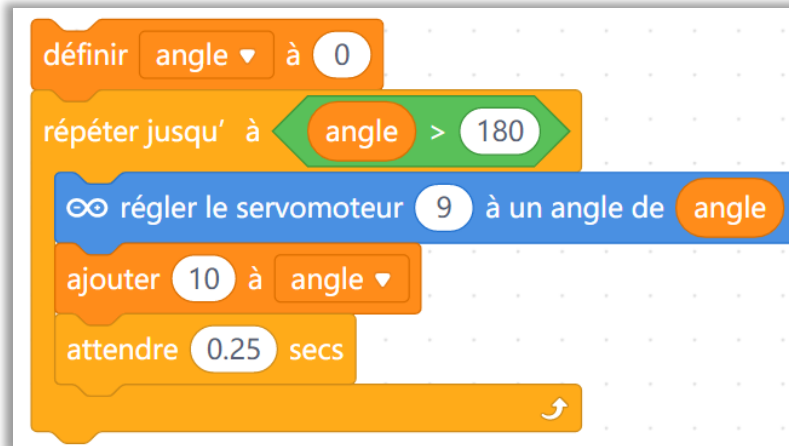 définir angle à 0
répéter jusqu' à angle > 180
régler le servomoteur 9 à un angle de angle
ajouter 10 à angle
attendre 0.25 secs